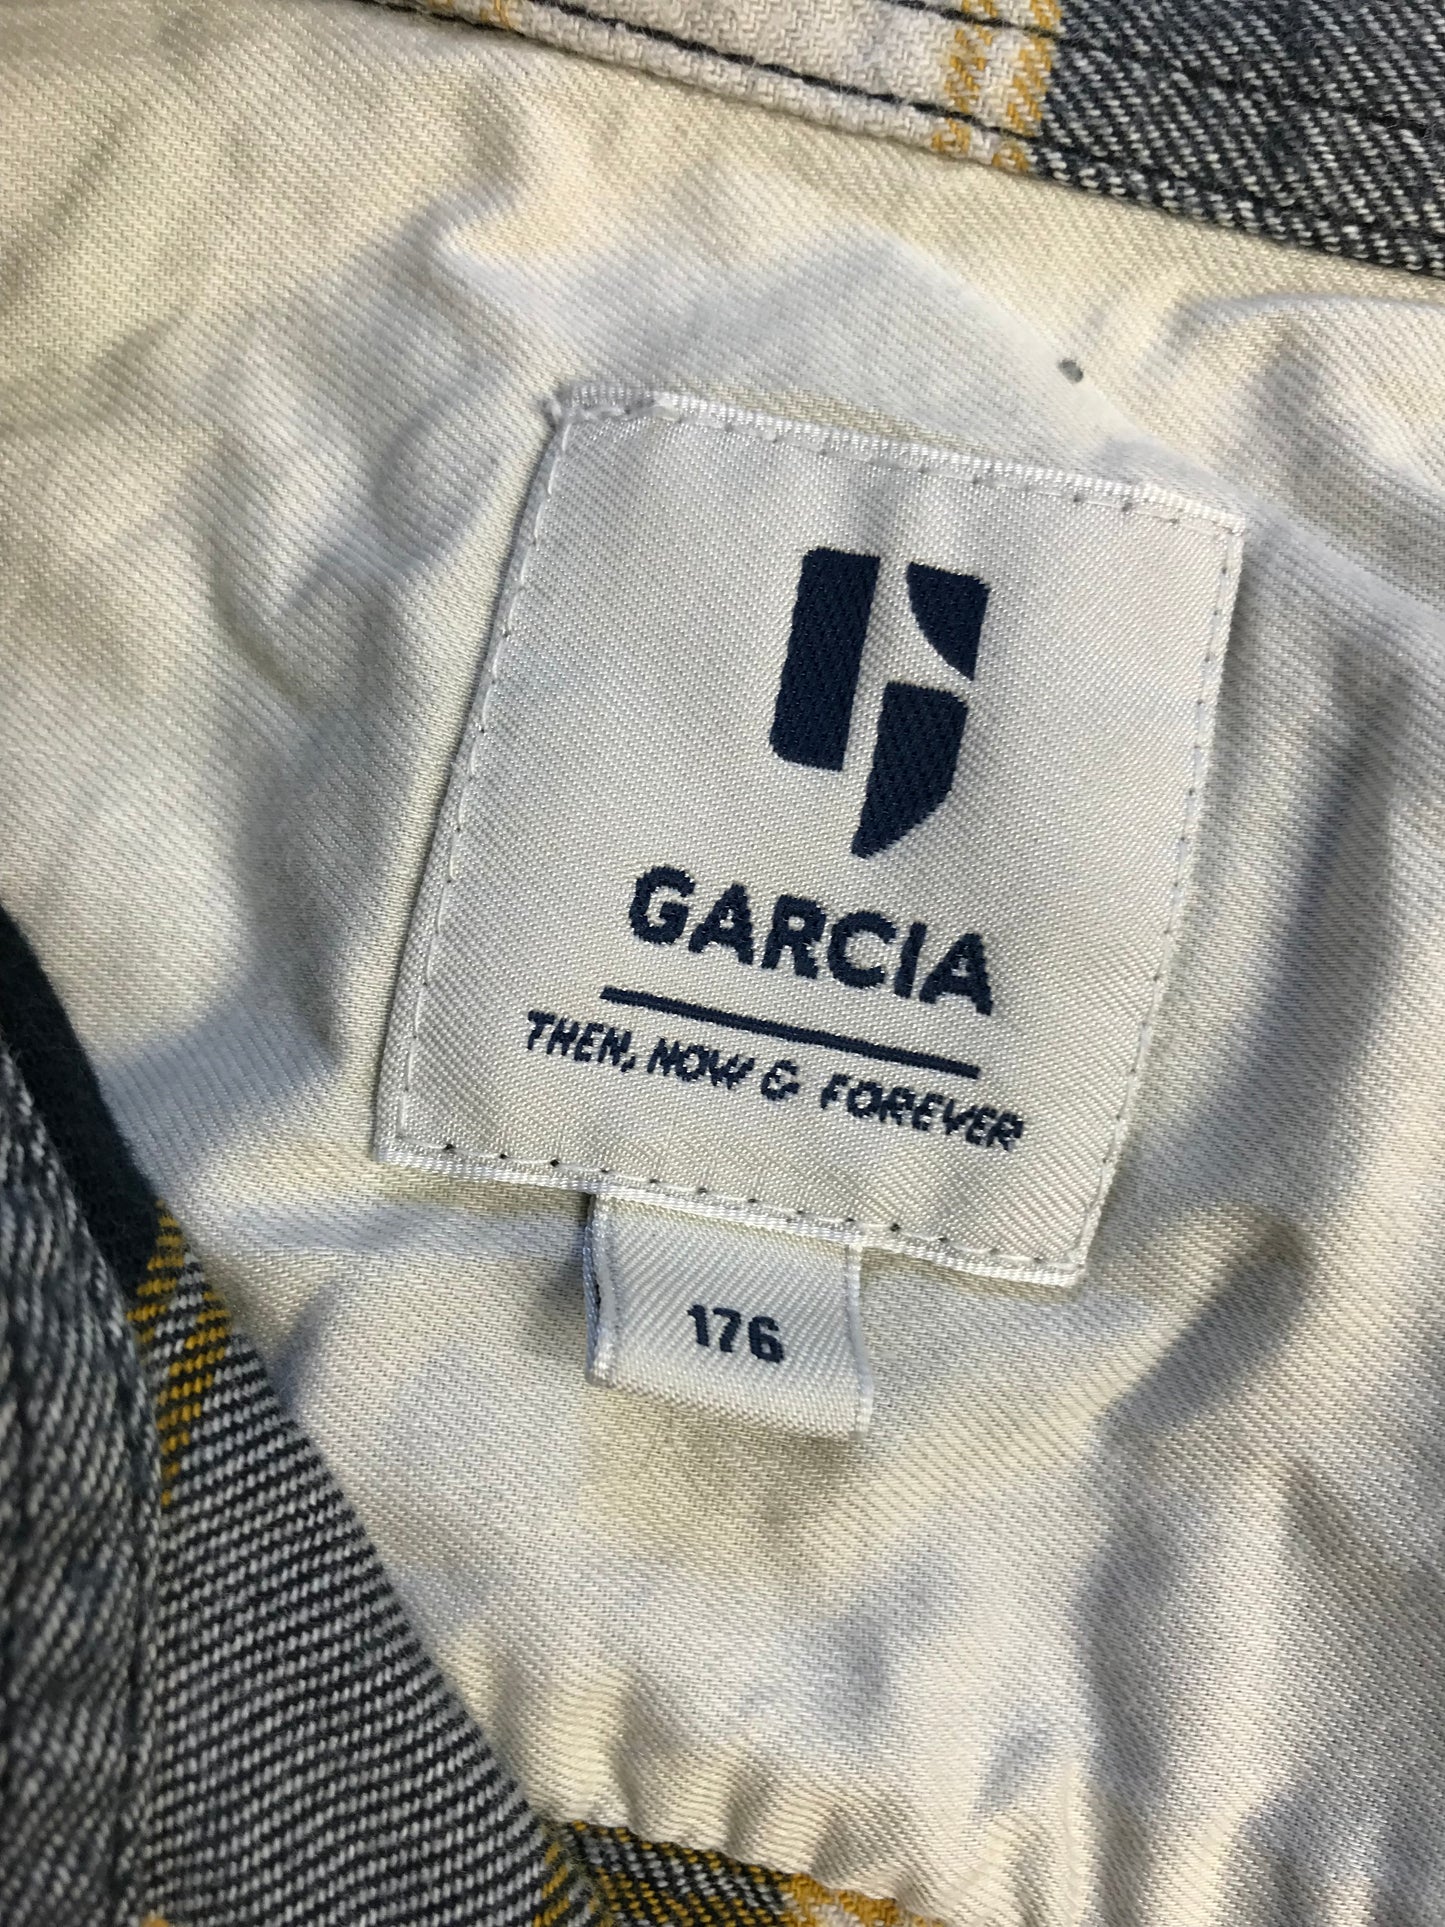 GARCIA
THEN, NOW & FOREVER
176